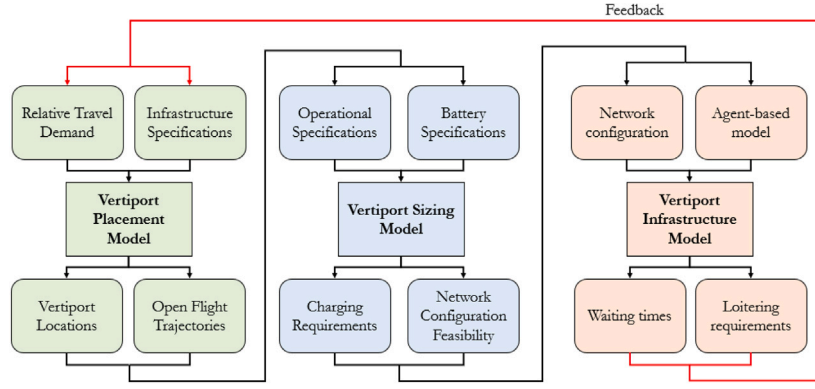 Feedback
Relative Travel
Demand
Infrastructure
Specifications
Operational
Specifications
Battery
Specifications
Network
configuration
Agent-based
model
Vertiport
Placement
Model
Vertiport Sizing
Model
Vertiport
Infrastructure
Model
Vertiport
Locations
Open Flight
Trajectories
Charging
Requirements
Network
Configuration
Feasibility
Waiting times
Loitering
requirements